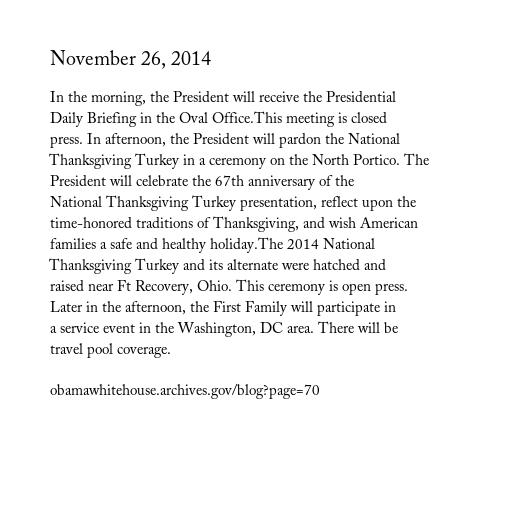 November 26, 2014
In the morning, the President will receive the Presidential
Daily Briefing in the Oval Office.This meeting is closed
press. In afternoon, the President will pardon the National
Thanksgiving Turkey in a ceremony on the North Portico. The
President will celebrate the 67th anniversary of the
National Thanksgiving Turkey presentation, reflect upon the
time-honored traditions of Thanksgiving, and wish American
families a safe and healthy holiday.The 2014 National
Thanksgiving Turkey and its alternate were hatched and
raised near Ft Recovery, Ohio. This ceremony is open press.
Later in the afternoon, the First Family will participate in
a service event in the Washington, DC area. There will be
travel pool coverage.
obamawhitehouse.archives.gov/blog?page=70